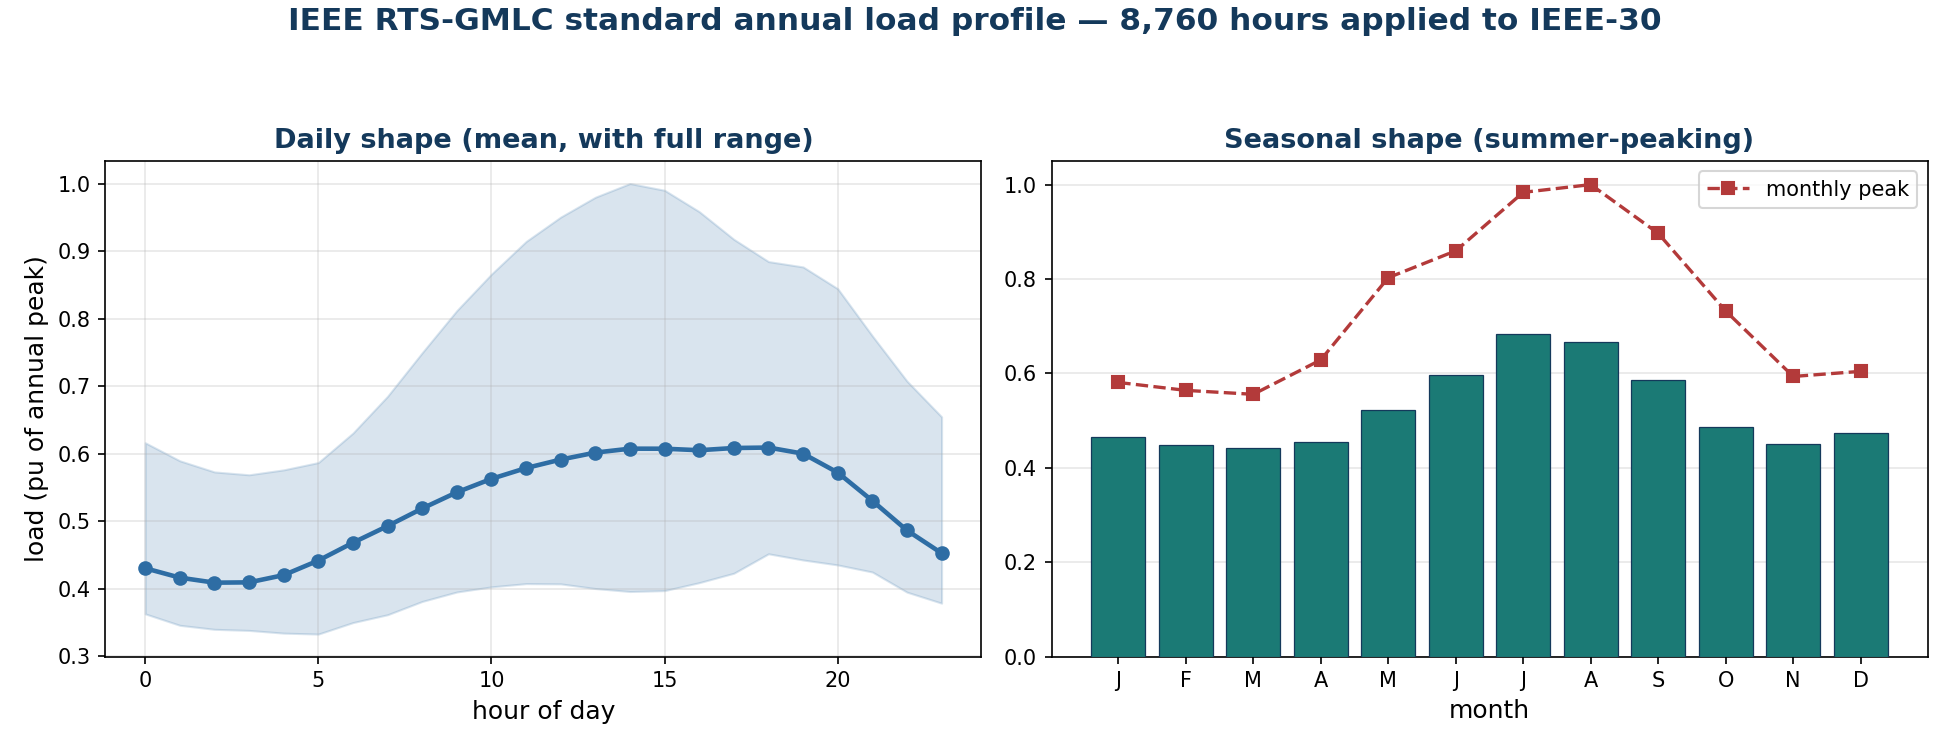 IEEE RTS-GMLC standard annual load profile — 8,760 hours applied to IEEE-30
Daily shape (mean, with full range)
load (pu of annual peak)
1.0
0.9
0.8
0.7
0.6
0.5
0.4
0.3
0 5 10 15 20
hour of day
Seasonal shape (summer-peaking)
monthly peak
1.0
0.8
0.6
0.4
0.2
0.0
J F M A M J J A S O N D
month